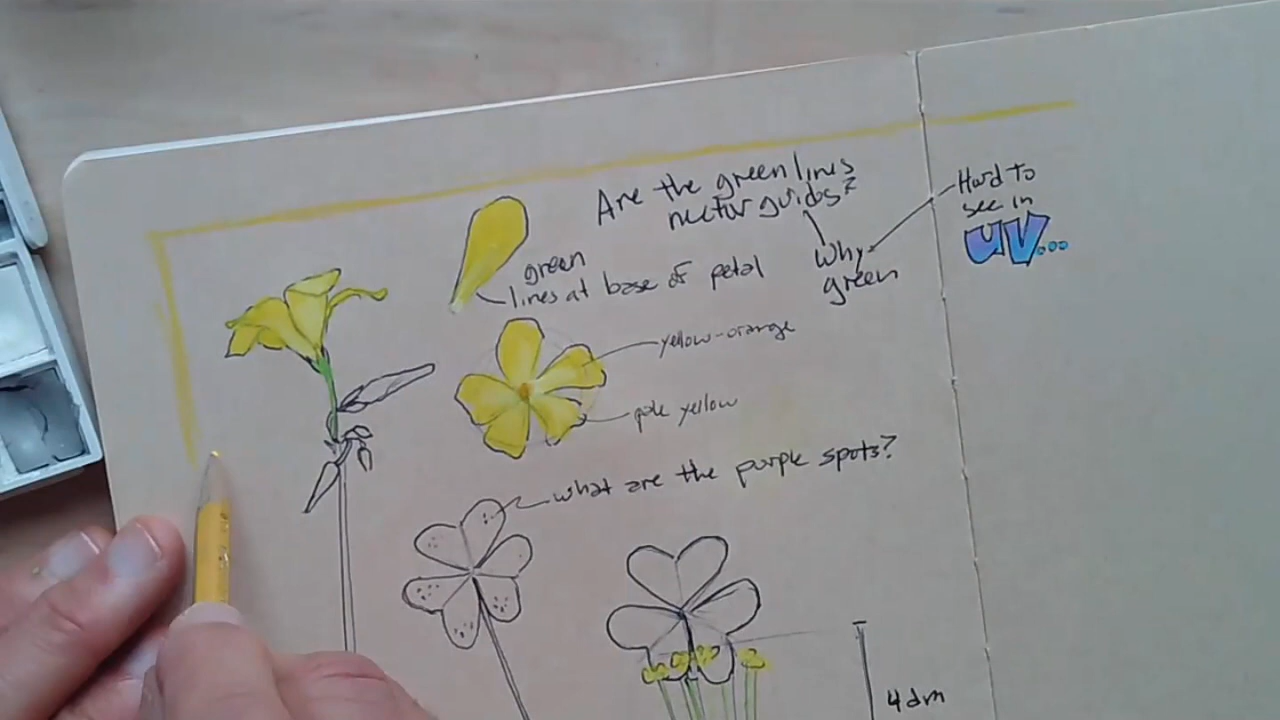 Are the green lines
nectar guids?
Why
green
Hard to
see in
UV...
green
lines at base of petal
yellow-orange
pale yellow
what are the purple spots?
4 dm